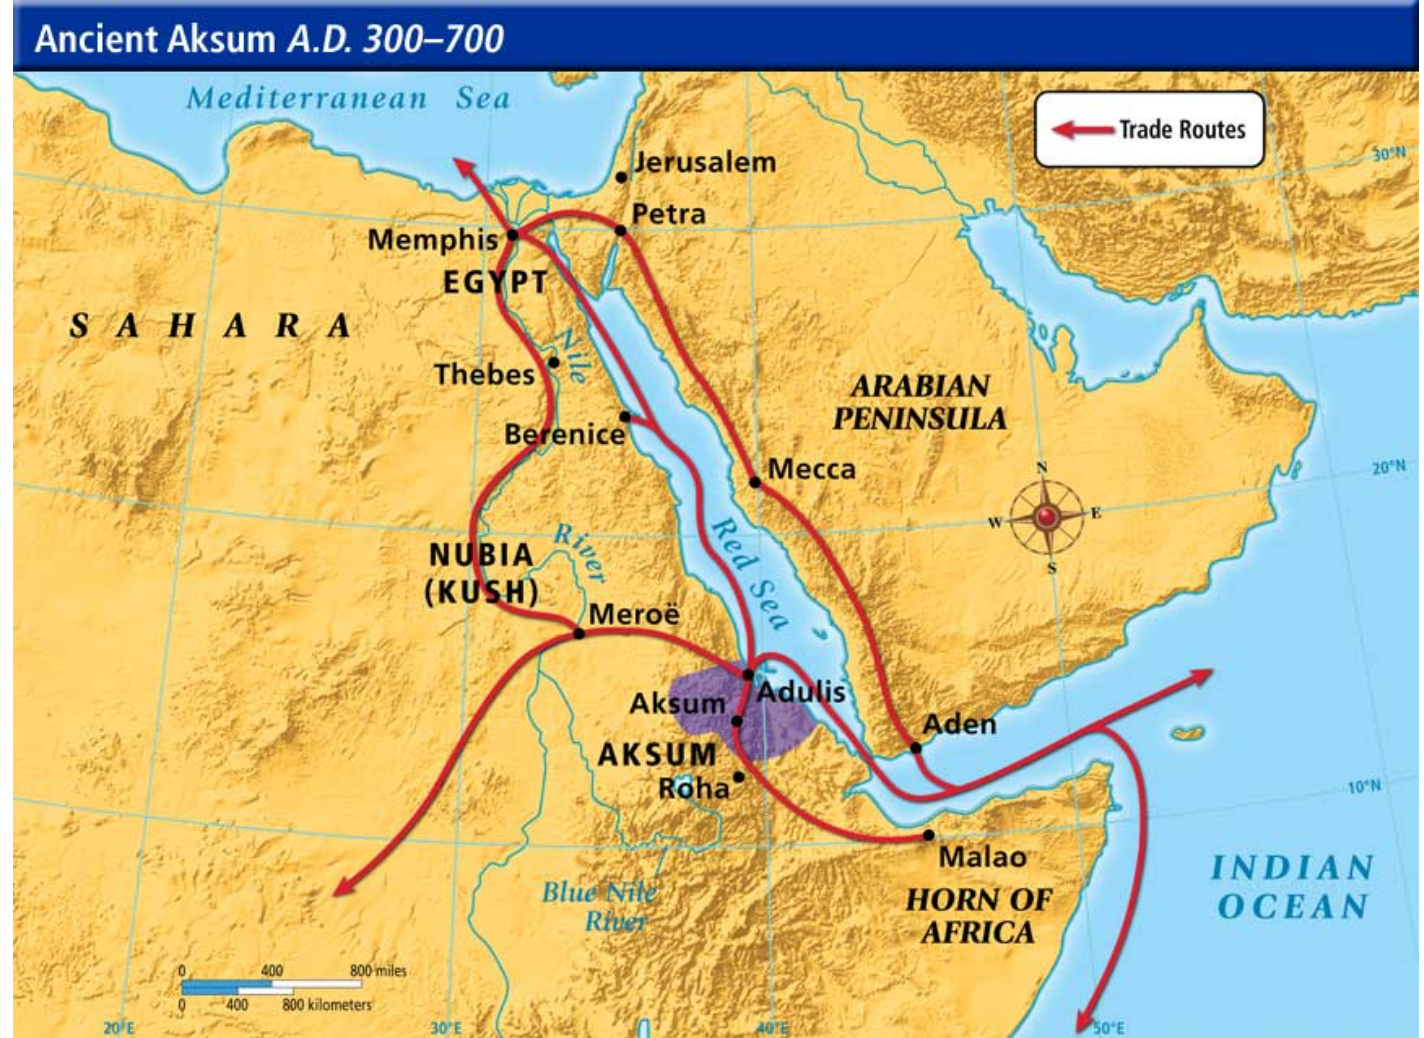 Ancient Aksum A.D. 300–700
Mediterranean Sea
Trade Routes
30°N
Jerusalem
Petra
Memphis
EGYPT
SAHARA
Nile
Thebes
ARABIAN
PENINSULA
Berenice
Mecca
20°N
N
W
E
S
Red Sea
River
NUBIA
(KUSH)
Meroë
Adulis
Aksum
Aden
AKSUM
Roha
10°N
Malao
INDIAN
OCEAN
Blue Nile
River
HORN OF
AFRICA
0 400 800 miles
0 400 800 kilometers
20°E
30°E
40°E
50°E